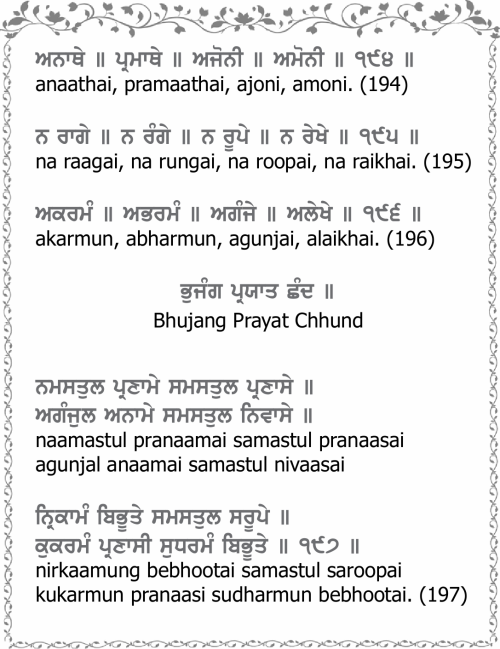 ਅਨਾਥੇ ॥ ਪ੍ਰਮਾਥੇ ॥ ਅਜੋਨੀ ॥ ਅਮੋਨੀ ॥ ੧੯੪ ॥
anaathai, pramaathai, ajoni, amoni. (194)
ਨ ਰਾਗੇ ॥ ਨ ਰੰਗੇ ॥ ਨ ਰੂਪੇ ॥ ਨ ਰੇਖੇ ॥ ੧੯੫ ॥
na raagai, na rungai, na roopai, na raikhai. (195)
ਅਕਰਮੰ ॥ ਅਭਰਮੰ ॥ ਅਗੰਜੇ ॥ ਅਲੇਖੇ ॥ ੧੯੬ ॥
akarmun, abharmun, agunjai, alaikhai. (196)
ਭੁਜੰਗ ਪ੍ਰਯਾਤ ਛੰਦ ॥
Bhujang Prayat Chhund
ਨਮਸਤੁਲ ਪ੍ਰਣਾਮੇ ਸਮਸਤੁਲ ਪ੍ਰਣਾਸੇ ॥
ਅਗੰਜੁਲ ਅਨਾਮੇ ਸਮਸਤੁਲ ਨਿਵਾਸੇ ॥
naamastul pranaamai samastul pranaasai
agunjal anaamai samastul nivaasai
ਨ੍ਰਿਕਾਮੰ ਬਿਭੂਤੇ ਸਮਸਤੁਲ ਸਰੂਪੇ ॥
ਕੁਕਰਮੰ ਪ੍ਰਣਾਸੀ ਸੁਧਰਮੰ ਬਿਭੂਤੇ ॥ ੧੯੭ ॥
nirkaamung bebhootai samastul saroopai
kukarmun pranaasi sudharmun bebhootai. (197)